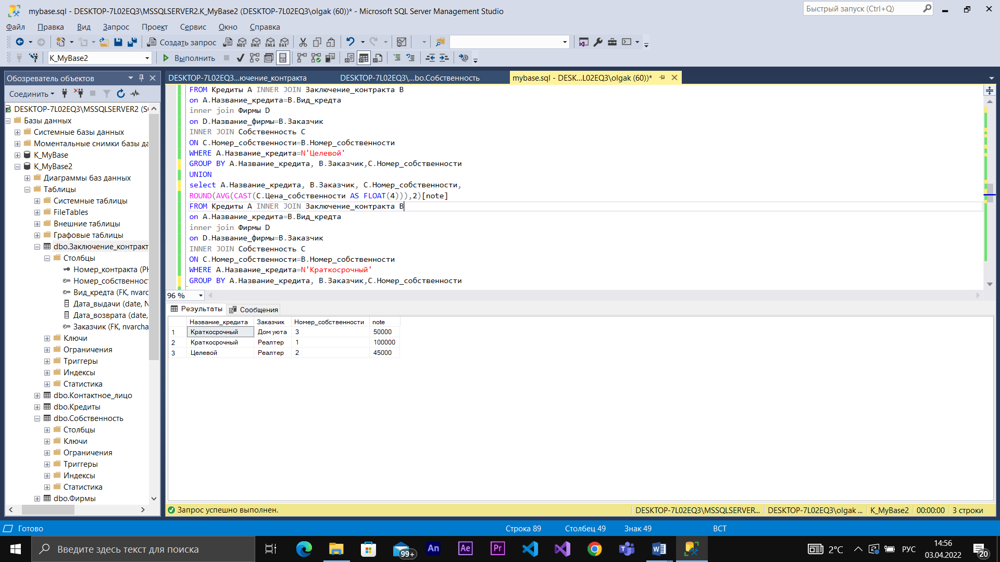 mybase.sql - DESKTOP-7L02EQ3\MSSQLSERVER2.K_MyBase2 (DESKTOP-7L02EQ3\olgak (60))* - Microsoft SQL Server Management Studio
Быстрый запуск (Ctrl+Q)
Файл Правка Вид Запрос Проект Сервис Окно Справка
Создать запрос MDX DMX XMLA DAX
K_MyBase2 Выполнить
Обозреватель объектов
Соединить
DESKTOP-7L02EQ3\MSSQLSERVER2 (S
Базы данных
Системные базы данных
Моментальные снимки базы да
K_MyBase
K_MyBase2
Диаграммы баз данных
Таблицы
Системные таблицы
FileTables
Внешние таблицы
Графовые таблицы
dbo.Заключение_контракт
Столбцы
Номер_контракта (PK
Номер_собственнос
Вид_кредта (FK, nvarc
Дата_выдачи (date, N
Дата_возврата (date,
Заказчик (FK, nvarcha
Ключи
Ограничения
Триггеры
Индексы
Статистика
dbo.Контактное_лицо
dbo.Кредиты
dbo.Собственность
Столбцы
Ключи
Ограничения
Триггеры
Индексы
Статистика
dbo.Фирмы
DESKTOP-7L02EQ3...ючение_контракта DESKTOP-7L02EQ3\...bo.Собственность mybase.sql - DESK...L02EQ3\olgak (60))*
FROM Кредиты A INNER JOIN Заключение_контракта B
on A.Название_кредита=B.Вид_кредта
inner join Фирмы D
on D.Название_фирмы=B.Заказчик
INNER JOIN Собственность C
ON C.Номер_собственности=B.Номер_собственности
WHERE A.Название_кредита=N'Целевой'
GROUP BY A.Название_кредита, B.Заказчик,C.Номер_собственности
UNION
select A.Название_кредита, B.Заказчик, C.Номер_собственности,
ROUND(AVG(CAST(C.Цена_собственности AS FLOAT(4))),2)[note]
FROM Кредиты A INNER JOIN Заключение_контракта B
on A.Название_кредита=B.Вид_кредта
inner join Фирмы D
on D.Название_фирмы=B.Заказчик
INNER JOIN Собственность C
ON C.Номер_собственности=B.Номер_собственности
WHERE A.Название_кредита=N'Краткосрочный'
GROUP BY A.Название_кредита, B.Заказчик,C.Номер_собственности
96 %
Результаты Сообщения
Название_кредита Заказчик Номер_собственности note
1 Краткосрочный Дом уюта 3 50000
2 Краткосрочный Реалтер 1 100000
3 Целевой Реалтер 2 45000
Запрос успешно выполнен. DESKTOP-7L02EQ3\MSSQLSERVER... DESKTOP-7L02EQ3\olgak ... K_MyBase2 00:00:00 3 строки
Готово Строка 89 Столбец 49 Знак 49 ВСТ
Введите здесь текст для поиска 99+ An Ae Pr 2°C РУС 14:56
03.04.2022 20